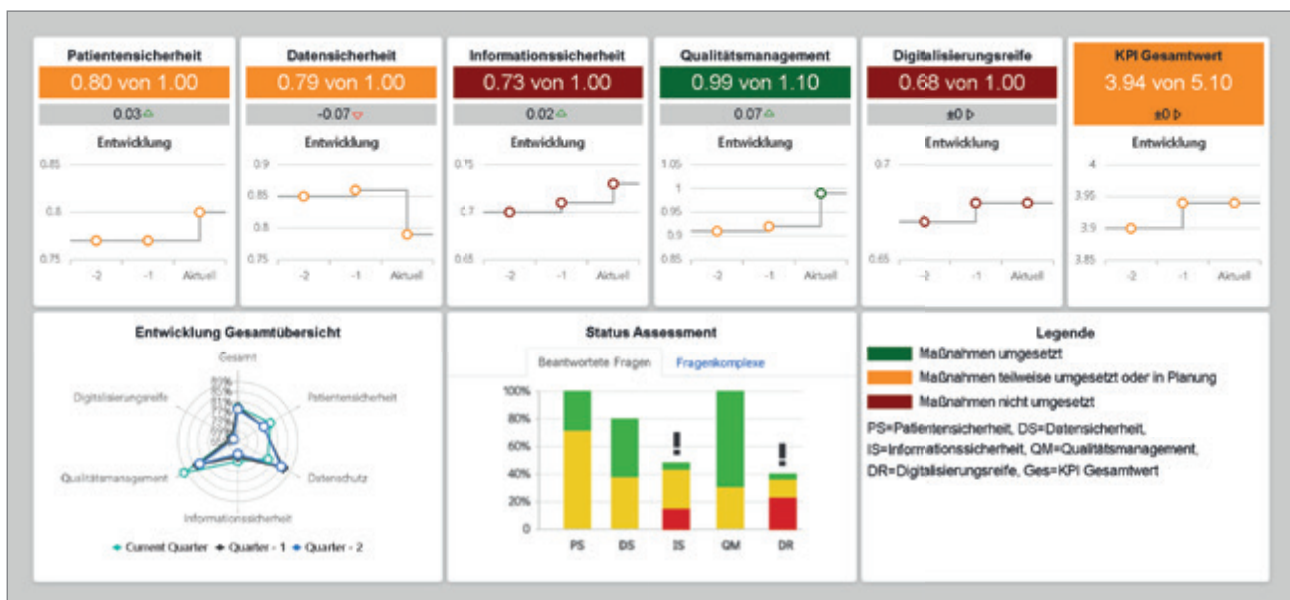 Patientensicherheit
0.80 von 1.00
0.03
Entwicklung
0.85
0.8
0.75
-2 -1 Aktuell
Datensicherheit
0.79 von 1.00
-0.07
Entwicklung
0.9
0.85
0.8
0.75
-2 -1 Aktuell
Informationssicherheit
0.73 von 1.00
0.02
Entwicklung
0.75
0.7
0.65
-2 -1 Aktuell
Qualitätsmanagement
0.99 von 1.10
0.07
Entwicklung
1.05
1
0.95
0.9
0.85
-2 -1 Aktuell
Digitalisierungsreife
0.68 von 1.00
±0
Entwicklung
0.7
0.65
-2 -1 Aktuell
KPI Gesamtwert
3.94 von 5.10
±0
Entwicklung
4
3.95
3.9
3.85
-2 -1 Aktuell
Entwicklung Gesamtübersicht
Gesamt
Digitalisierungsreife
Patientensicherheit
Qualitätsmanagement
Datenschutz
Informationssicherheit
Current Quarter Quarter - 1 Quarter - 2
Status Assessment
Beantwortete Fragen Fragenkomplexe
100%
80%
60%
40%
20%
0
! !
PS DS IS QM DR
Legende
Maßnahmen umgesetzt
Maßnahmen teilweise umgesetzt oder in Planung
Maßnahmen nicht umgesetzt
PS=Patientensicherheit, DS=Datensicherheit,
IS=Informationssicherheit, QM=Qualitätsmanagement,
DR=Digitalisierungsreife, Ges=KPI Gesamtwert